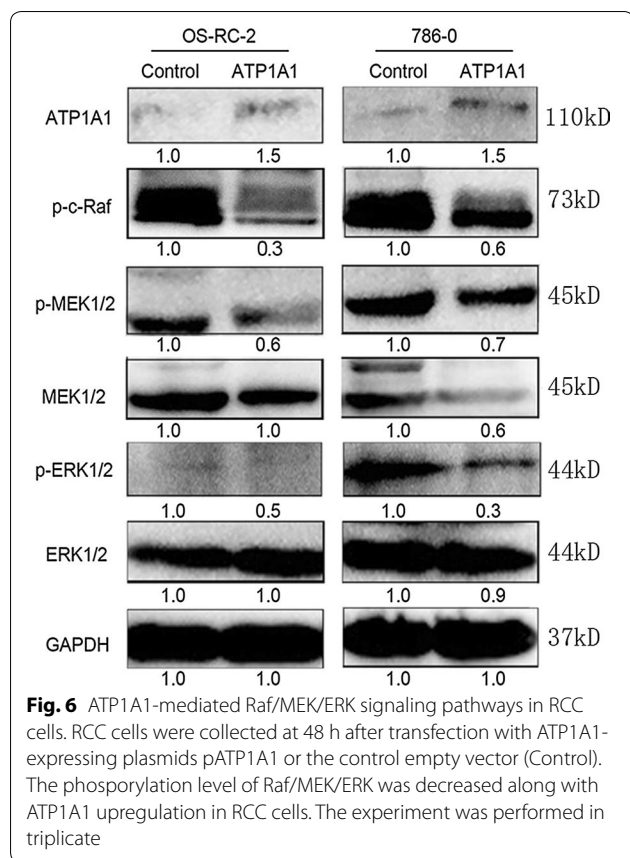 OS-RC-2 786-0
Control ATP1A1 Control ATP1A1
ATP1A1 110kD
1.0 1.5 1.0 1.5
p-c-Raf 73kD
1.0 0.3 1.0 0.6
p-MEK1/2 45kD
1.0 0.6 1.0 0.7
MEK1/2 45kD
1.0 1.0 1.0 0.6
p-ERK1/2 44kD
1.0 0.5 1.0 0.3
ERK1/2 44kD
1.0 1.0 1.0 0.9
GAPDH 37kD
1.0 1.0 1.0 1.0
Fig. 6 ATP1A1-mediated Raf/MEK/ERK signaling pathways in RCC
cells. RCC cells were collected at 48 h after transfection with ATP1A1-
expressing plasmids pATP1A1 or the control empty vector (Control).
The phosporylation level of Raf/MEK/ERK was decreased along with
ATP1A1 upregulation in RCC cells. The experiment was performed in
triplicate